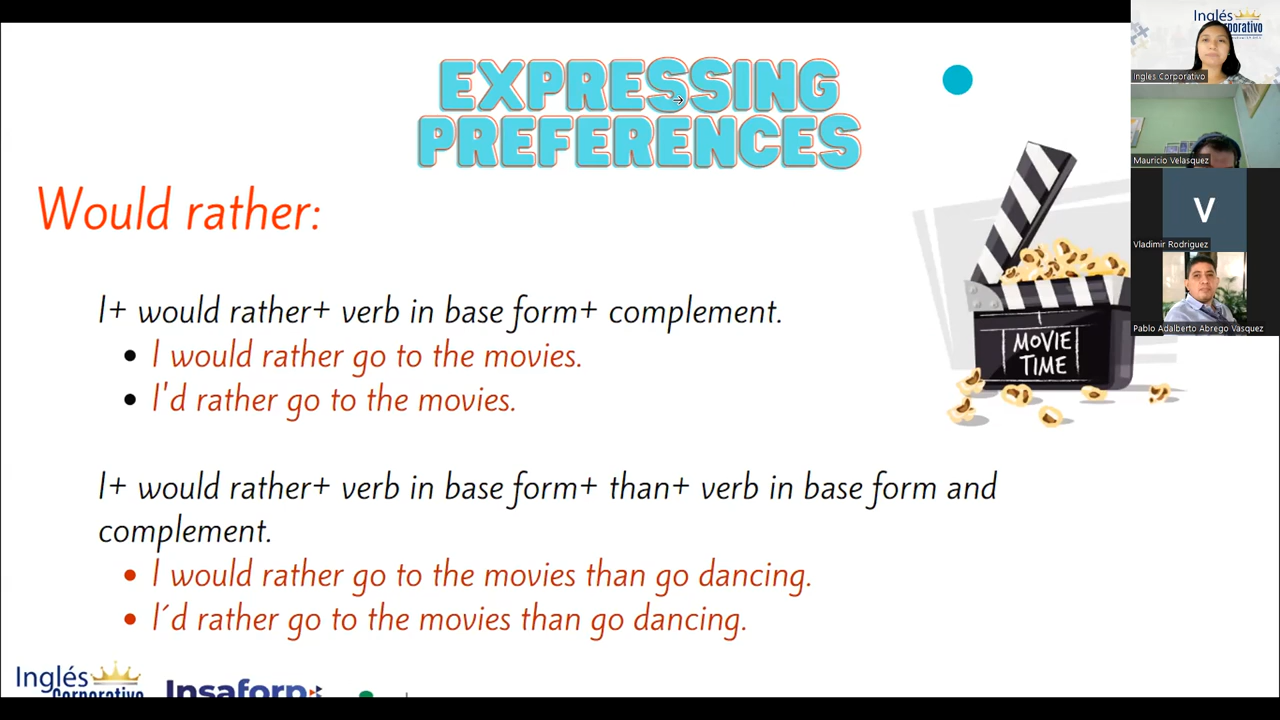 EXPRESSING
PREFERENCES
Would rather:
I+ would rather+ verb in base form+ complement.
• I would rather go to the movies.
• I'd rather go to the movies.
I+ would rather+ verb in base form+ than+ verb in base form and
complement.
• I would rather go to the movies than go dancing.
• I´d rather go to the movies than go dancing.
MOVIE
TIME
Inglés
Corporativo
Insaforp
Inglés
Corporativo
Ingles Corporativo
Mauricio Velasquez
V
Vladimir Rodriguez
Pablo Adalberto Abrego Vasquez